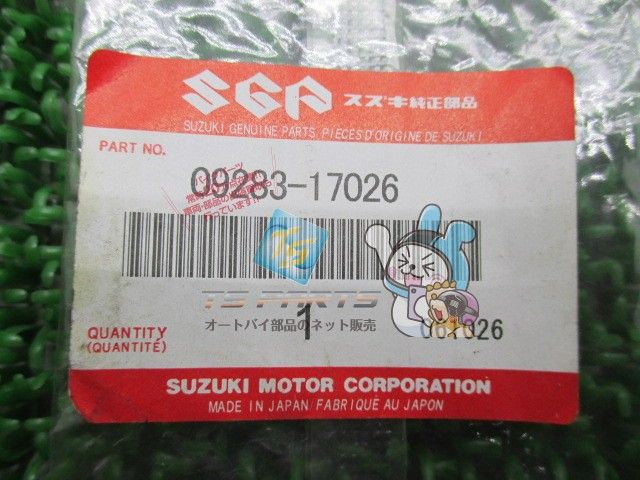 SGP スズキ純正部品
SUZUKI GENUINE PARTS PIECES D'ORIGINE DE SUZUKI
PART NO.
09283-17026
TS PARTS
オートバイ部品のネット販売
QUANTITY
(QUANTITÉ)
1
SUZUKI MOTOR CORPORATION
MADE IN JAPAN/FABRIQUÉ AU JAPON